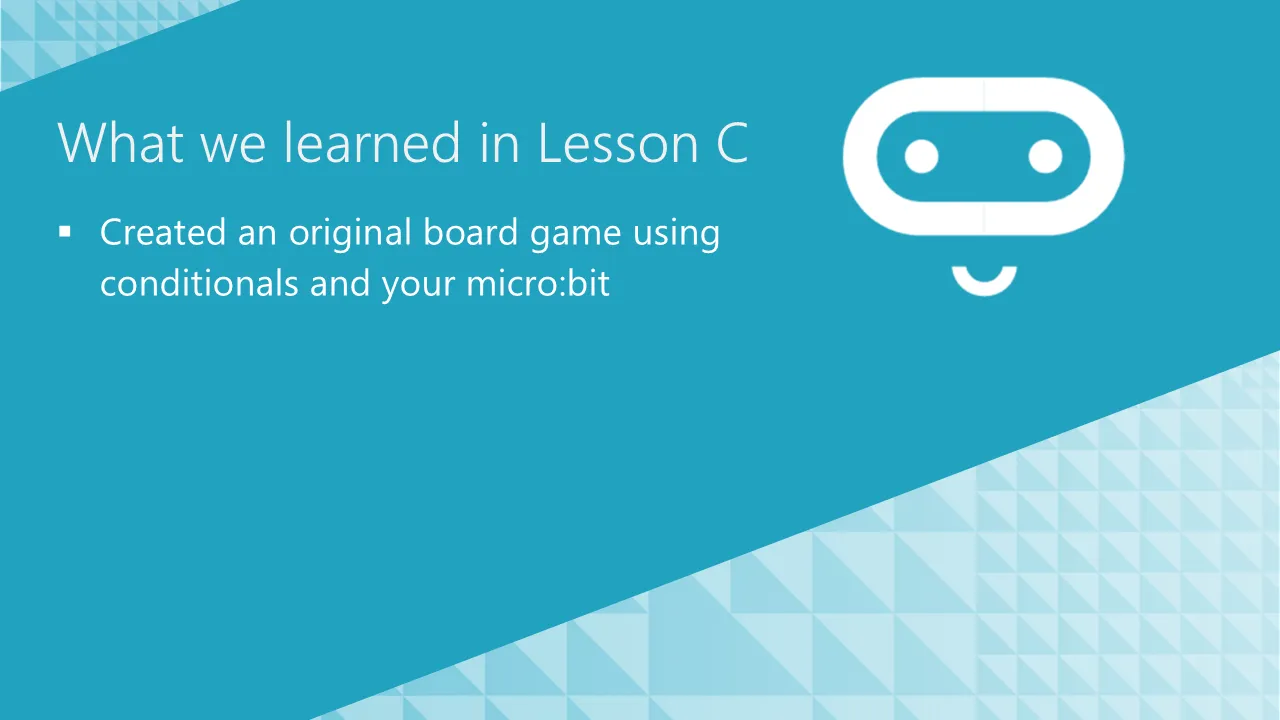 What we learned in Lesson C
▪ Created an original board game using
conditionals and your micro:bit